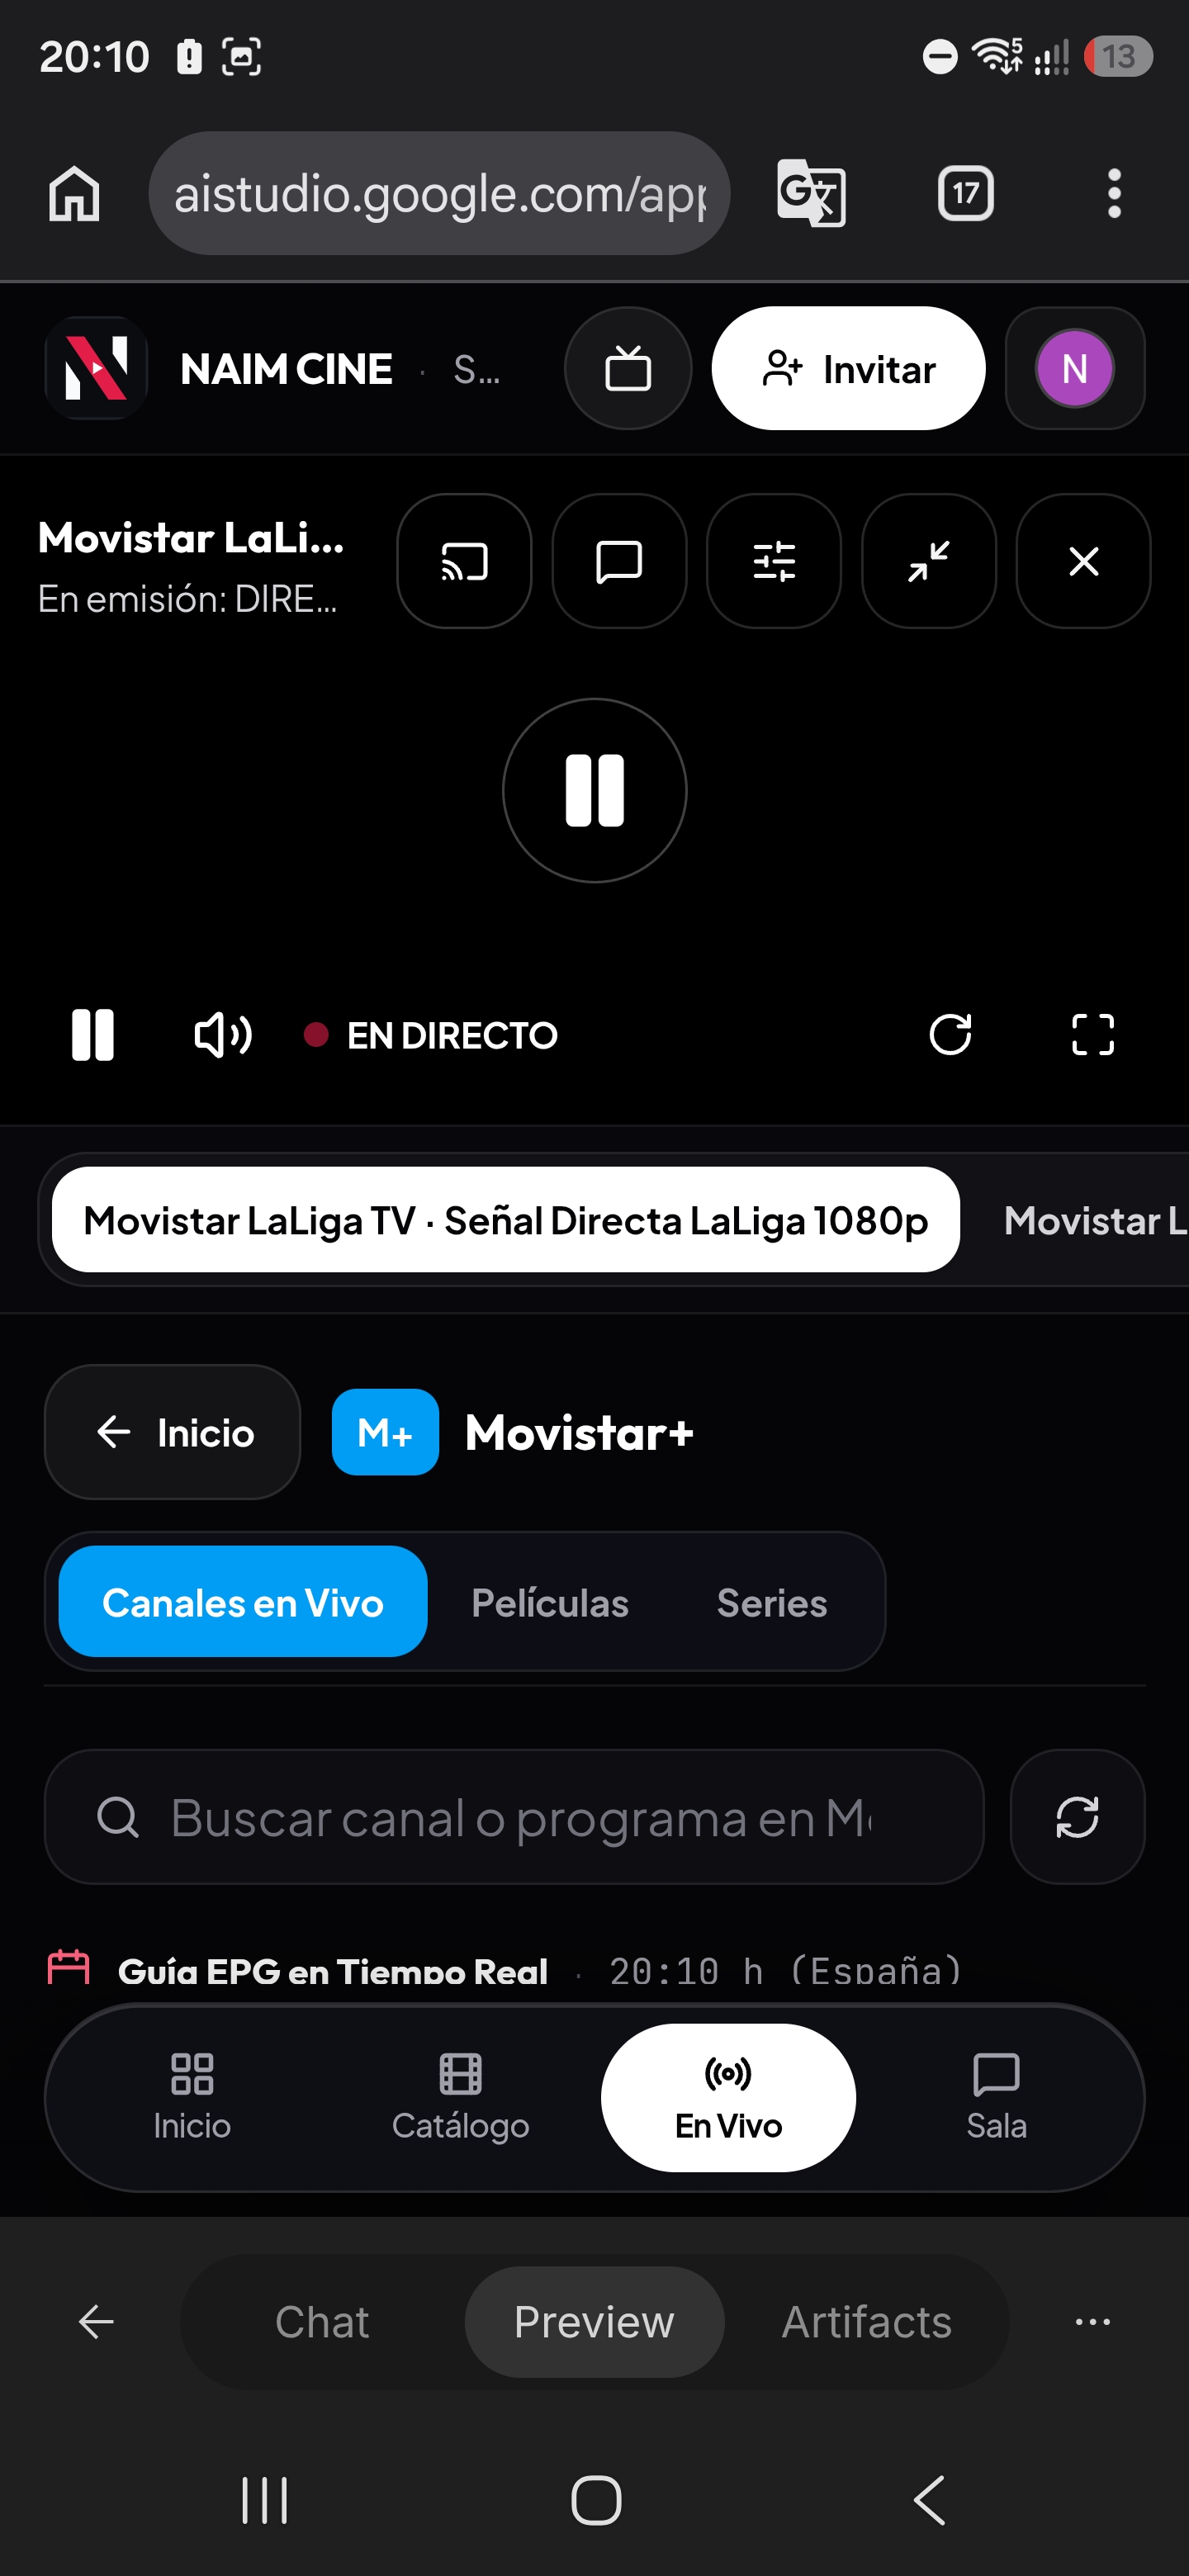 20:10
13
aistudio.google.com/app
17
NAIM CINE · S...
Invitar
N
Movistar LaLi...
En emisión: DIRE...
EN DIRECTO
Movistar LaLiga TV · Señal Directa LaLiga 1080p
Movistar L
Inicio
M+
Movistar+
Canales en Vivo
Películas
Series
Buscar canal o programa en M
Guía EPG en Tiempo Real · 20:10 h (España)
Inicio
Catálogo
En Vivo
Sala
Chat
Preview
Artifacts